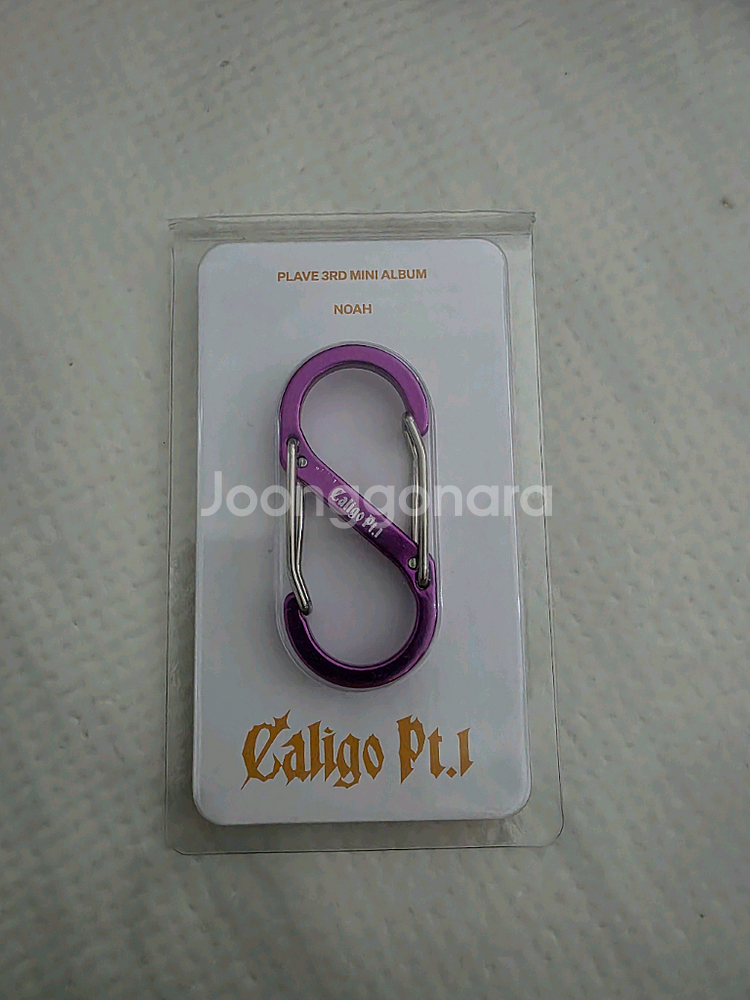 PLAVE 3RD MINI ALBUM
NOAH
Caligo Pt.1
Joonggonara
Caligo Pt.1